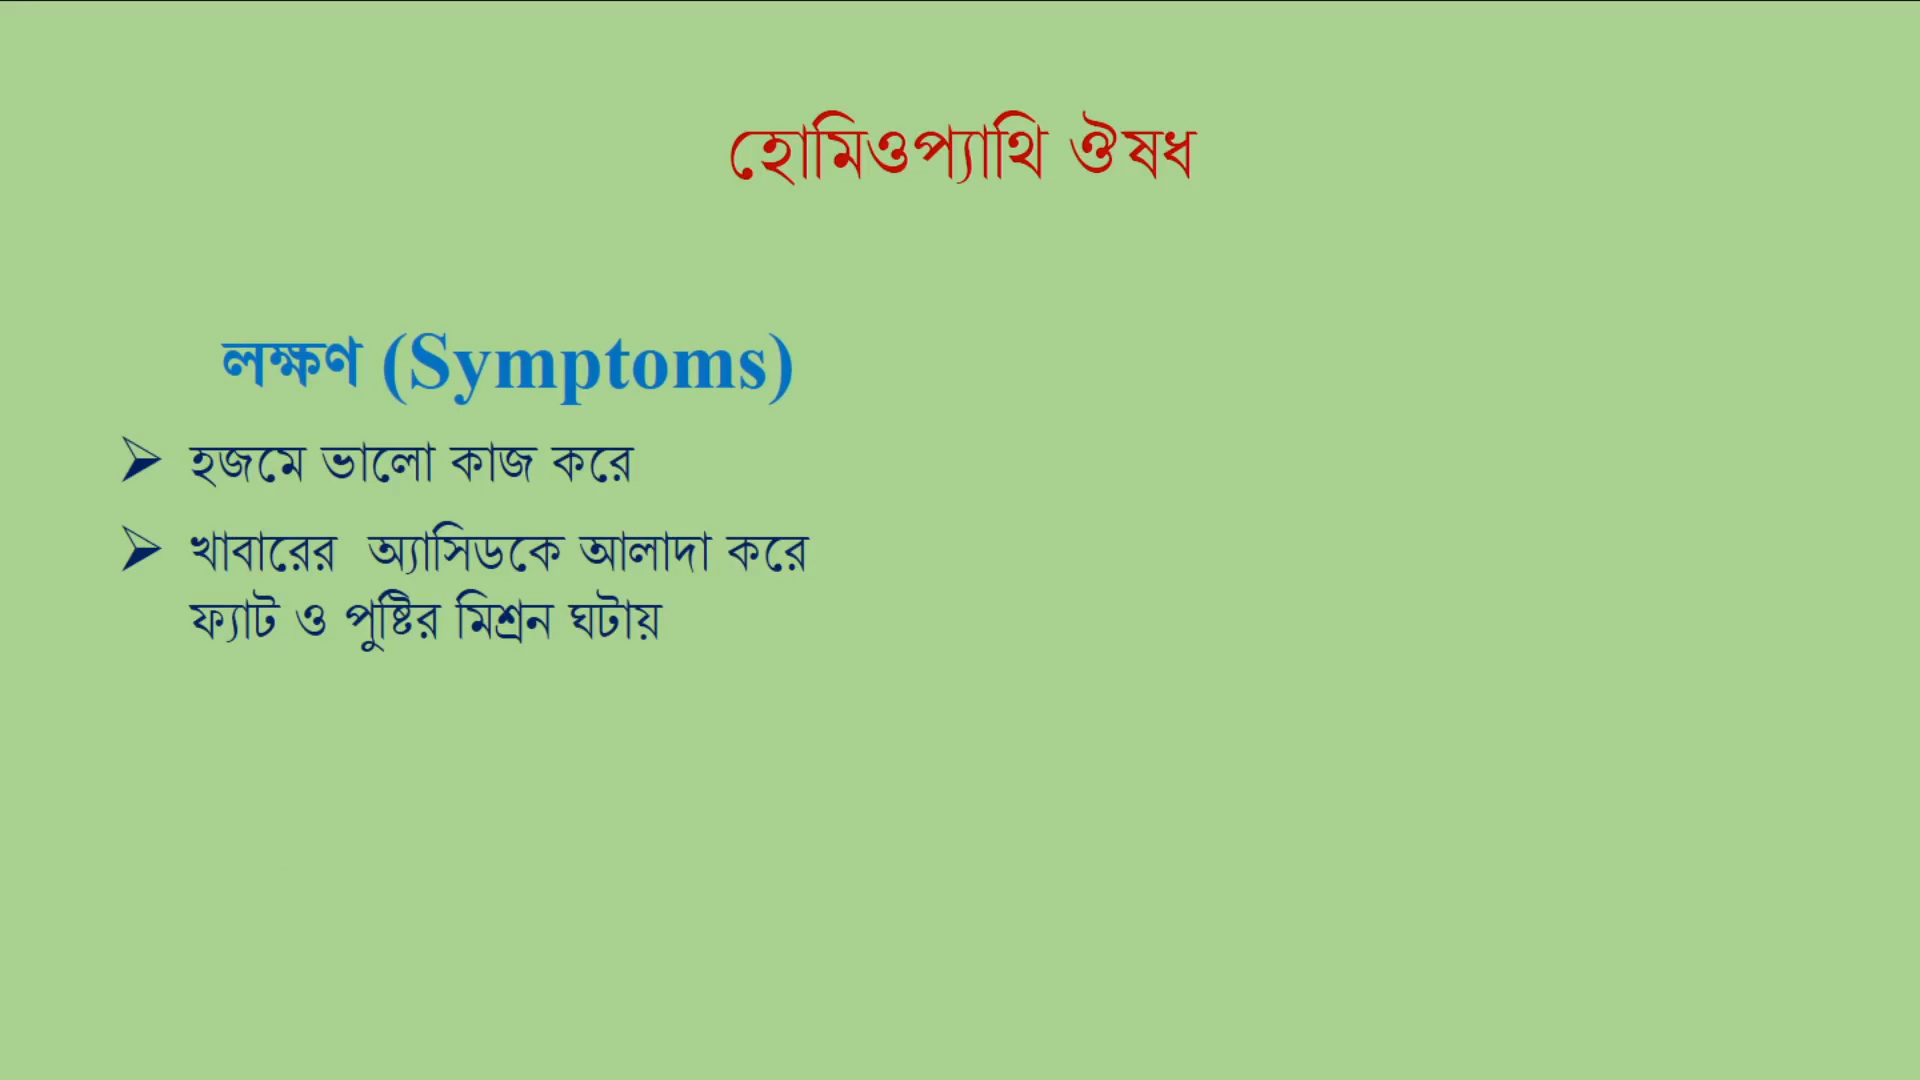 হোমিওপ্যাথি ঔষধ
লক্ষণ (Symptoms)
➢ হজমে ভালো কাজ করে
➢ খাবারের অ্যাসিডকে আলাদা করে
ফ্যাট ও পুষ্টির মিশ্রন ঘটায়